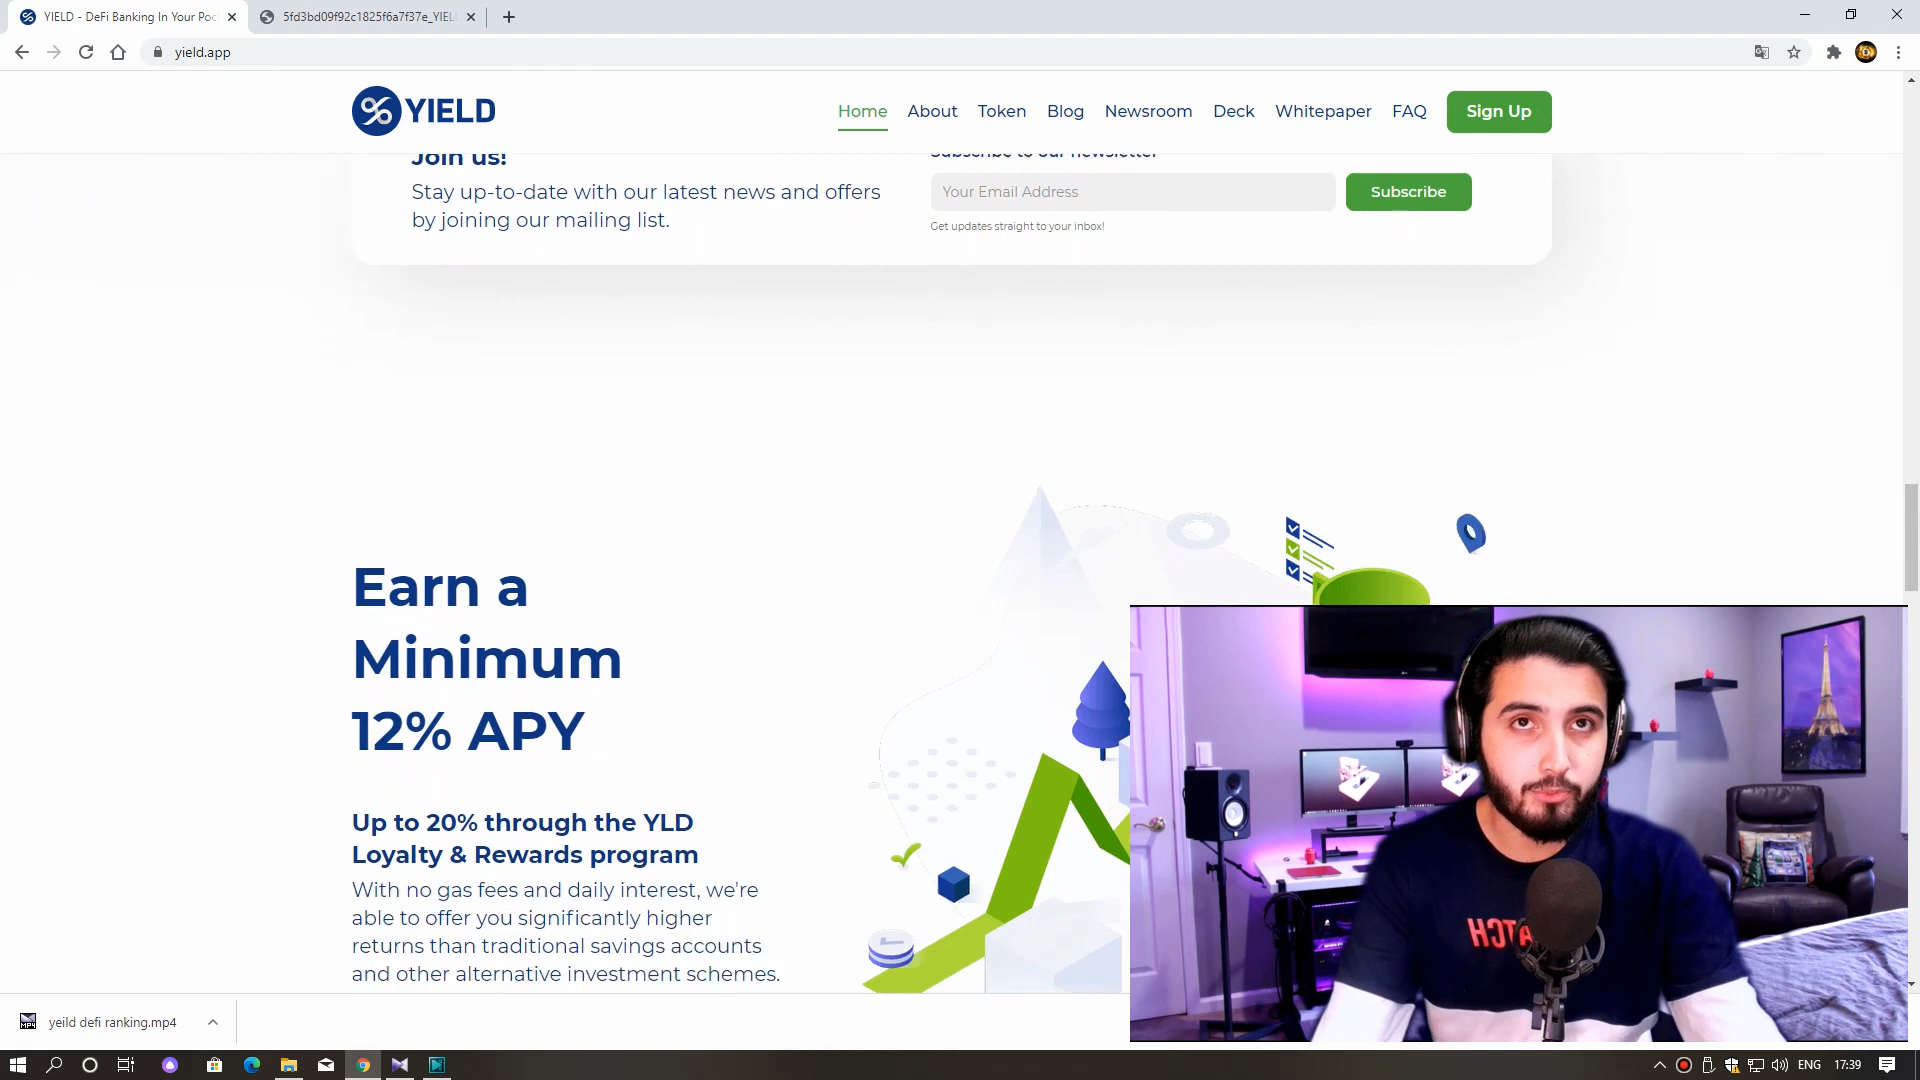 YIELD - DeFi Banking In Your Poc
5fd3bd09f92c1825f6a7f37e_YIEL
yield.app
YIELD
Home
About
Token
Blog
Newsroom
Deck
Whitepaper
FAQ
Sign Up
Join us!
Stay up-to-date with our latest news and offers
by joining our mailing list.
Subscribe to our newsletter
Your Email Address
Subscribe
Get updates straight to your inbox!
Earn a
Minimum
12% APY
Up to 20% through the YLD
Loyalty & Rewards program
With no gas fees and daily interest, we're
able to offer you significantly higher
returns than traditional savings accounts
and other alternative investment schemes.
yeild defi ranking.mp4
ENG
17:39